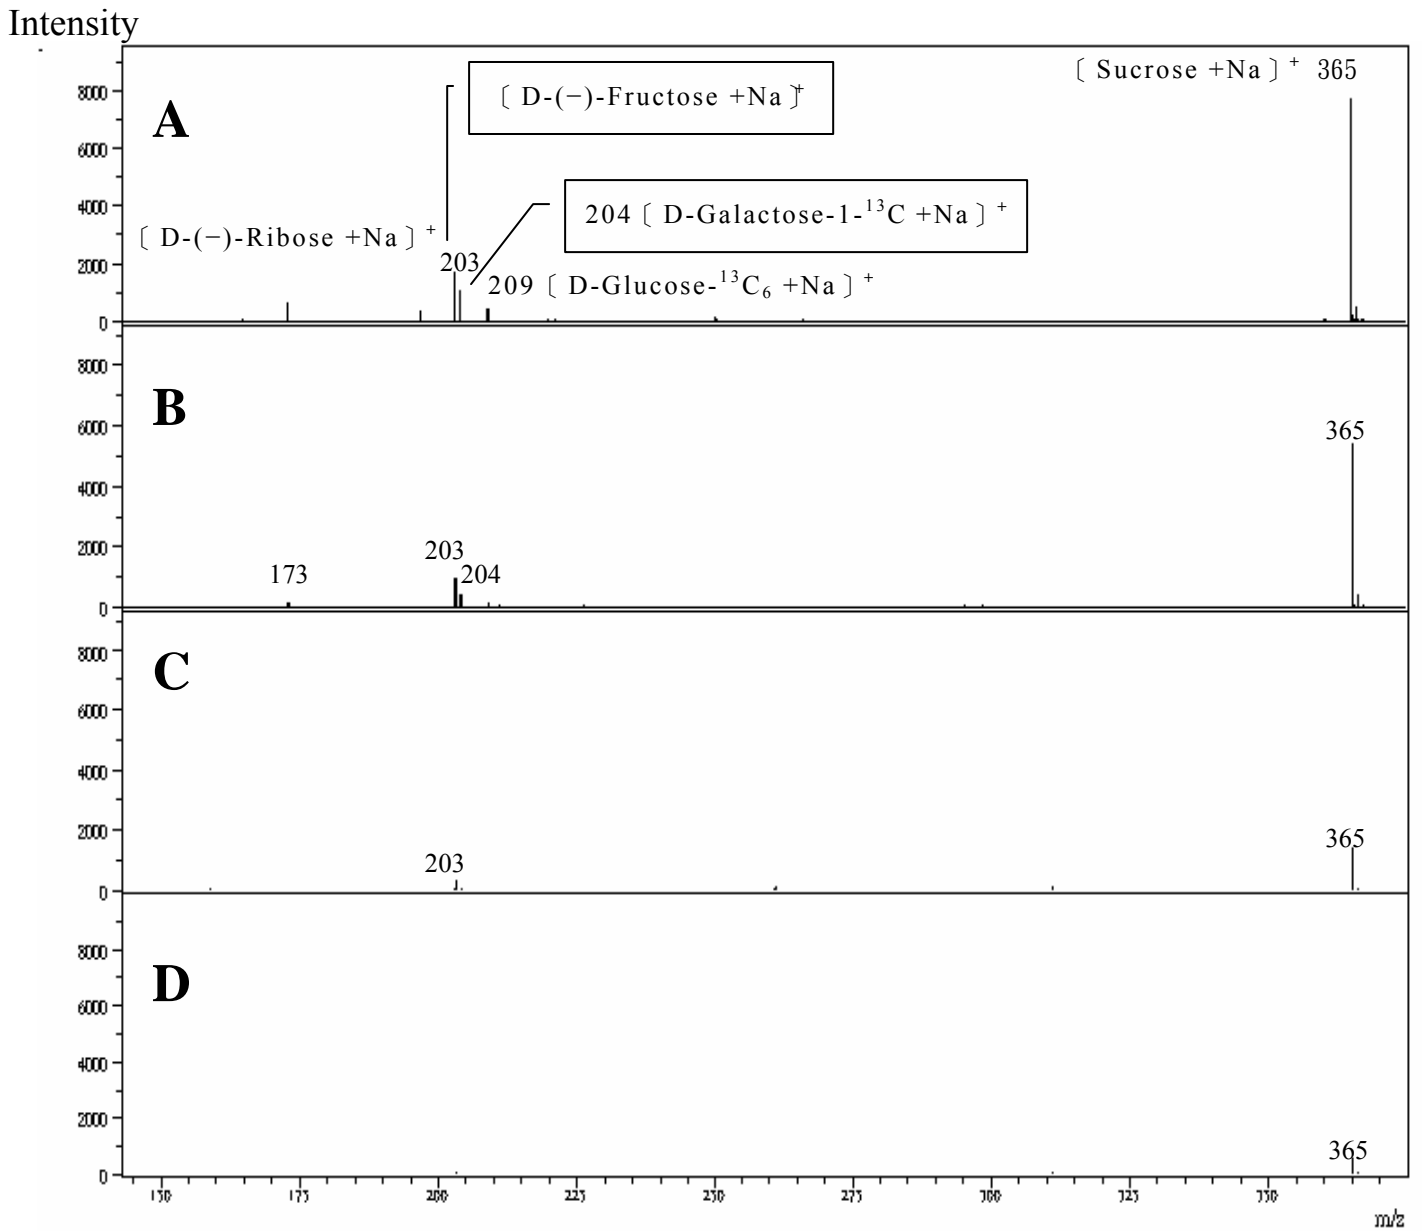 Intensity
〔 Sucrose +Na 〕+ 365
8000
A
〔 D-(−)-Fructose +Na 〕+
6000
4000
204〔 D-Galactose-1-13C +Na 〕+
〔 D-(−)-Ribose +Na 〕+
2000
203
209〔 D-Glucose-13C6 +Na 〕+
0
8000
B
6000
365
4000
2000
203
173
204
0
8000
C
6000
4000
2000
365
203
0
8000
D
6000
4000
2000
365
0
150 175 200 225 250 275 300 325 350
m/z